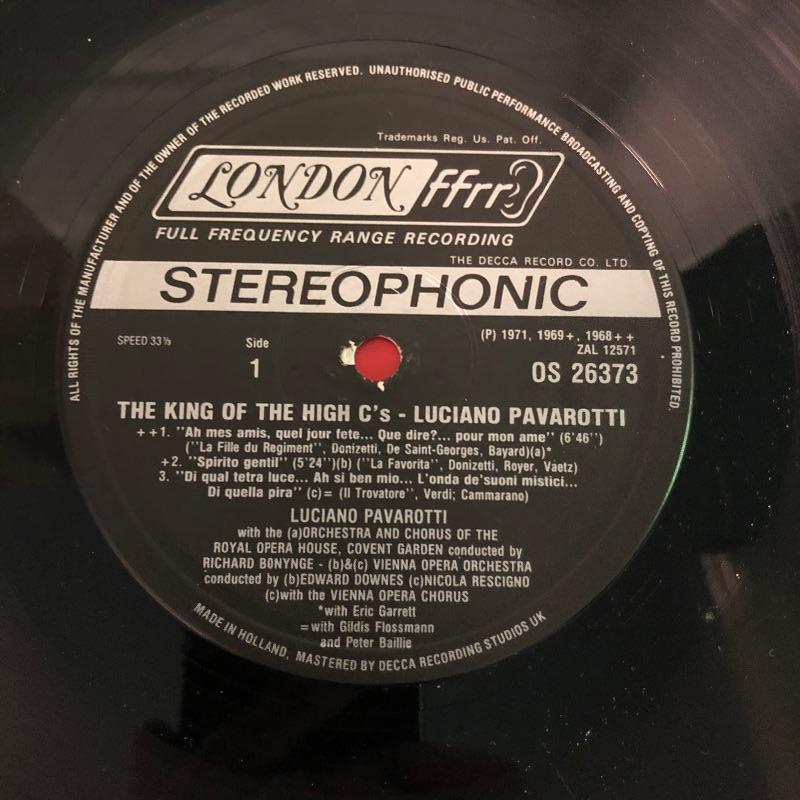 ALL RIGHTS OF THE MANUFACTURER AND OF THE OWNER OF THE RECORDED WORK RESERVED. UNAUTHORISED PUBLIC PERFORMANCE BROADCASTING AND COPYING OF THIS RECORD PROHIBITED.
Trademarks Reg. Us. Pat. Off.
LONDON ffrr
FULL FREQUENCY RANGE RECORDING
THE DECCA RECORD CO. LTD.
STEREOPHONIC
SPEED 33⅓
Side
1
(P) 1971, 1969+, 1968++
ZAL 12571
OS 26373
THE KING OF THE HIGH C's - LUCIANO PAVAROTTI
++1. "Ah mes amis, quel jour fete... Que dire?... pour mon ame" (6'46")
("La Fille du Regiment", Donizetti, De Saint-Georges, Bayard)(a)*
+2. "Spirito gentil" (5'24")(b) ("La Favorita", Donizetti, Royer, Vaetz)
3. "Di qual tetra luce... Ah si ben mio... L'onda de'suoni mistici...
Di quella pira" (c)= (Il Trovatore", Verdi; Cammarano)
LUCIANO PAVAROTTI
with the (a)ORCHESTRA AND CHORUS OF THE
ROYAL OPERA HOUSE, COVENT GARDEN conducted by
RICHARD BONYNGE - (b)&(c) VIENNA OPERA ORCHESTRA
conducted by (b)EDWARD DOWNES (c)NICOLA RESCIGNO
(c)with the VIENNA OPERA CHORUS
*with Eric Garrett
=with Gildis Flossmann
and Peter Baillie
MADE IN HOLLAND, MASTERED BY DECCA RECORDING STUDIOS UK